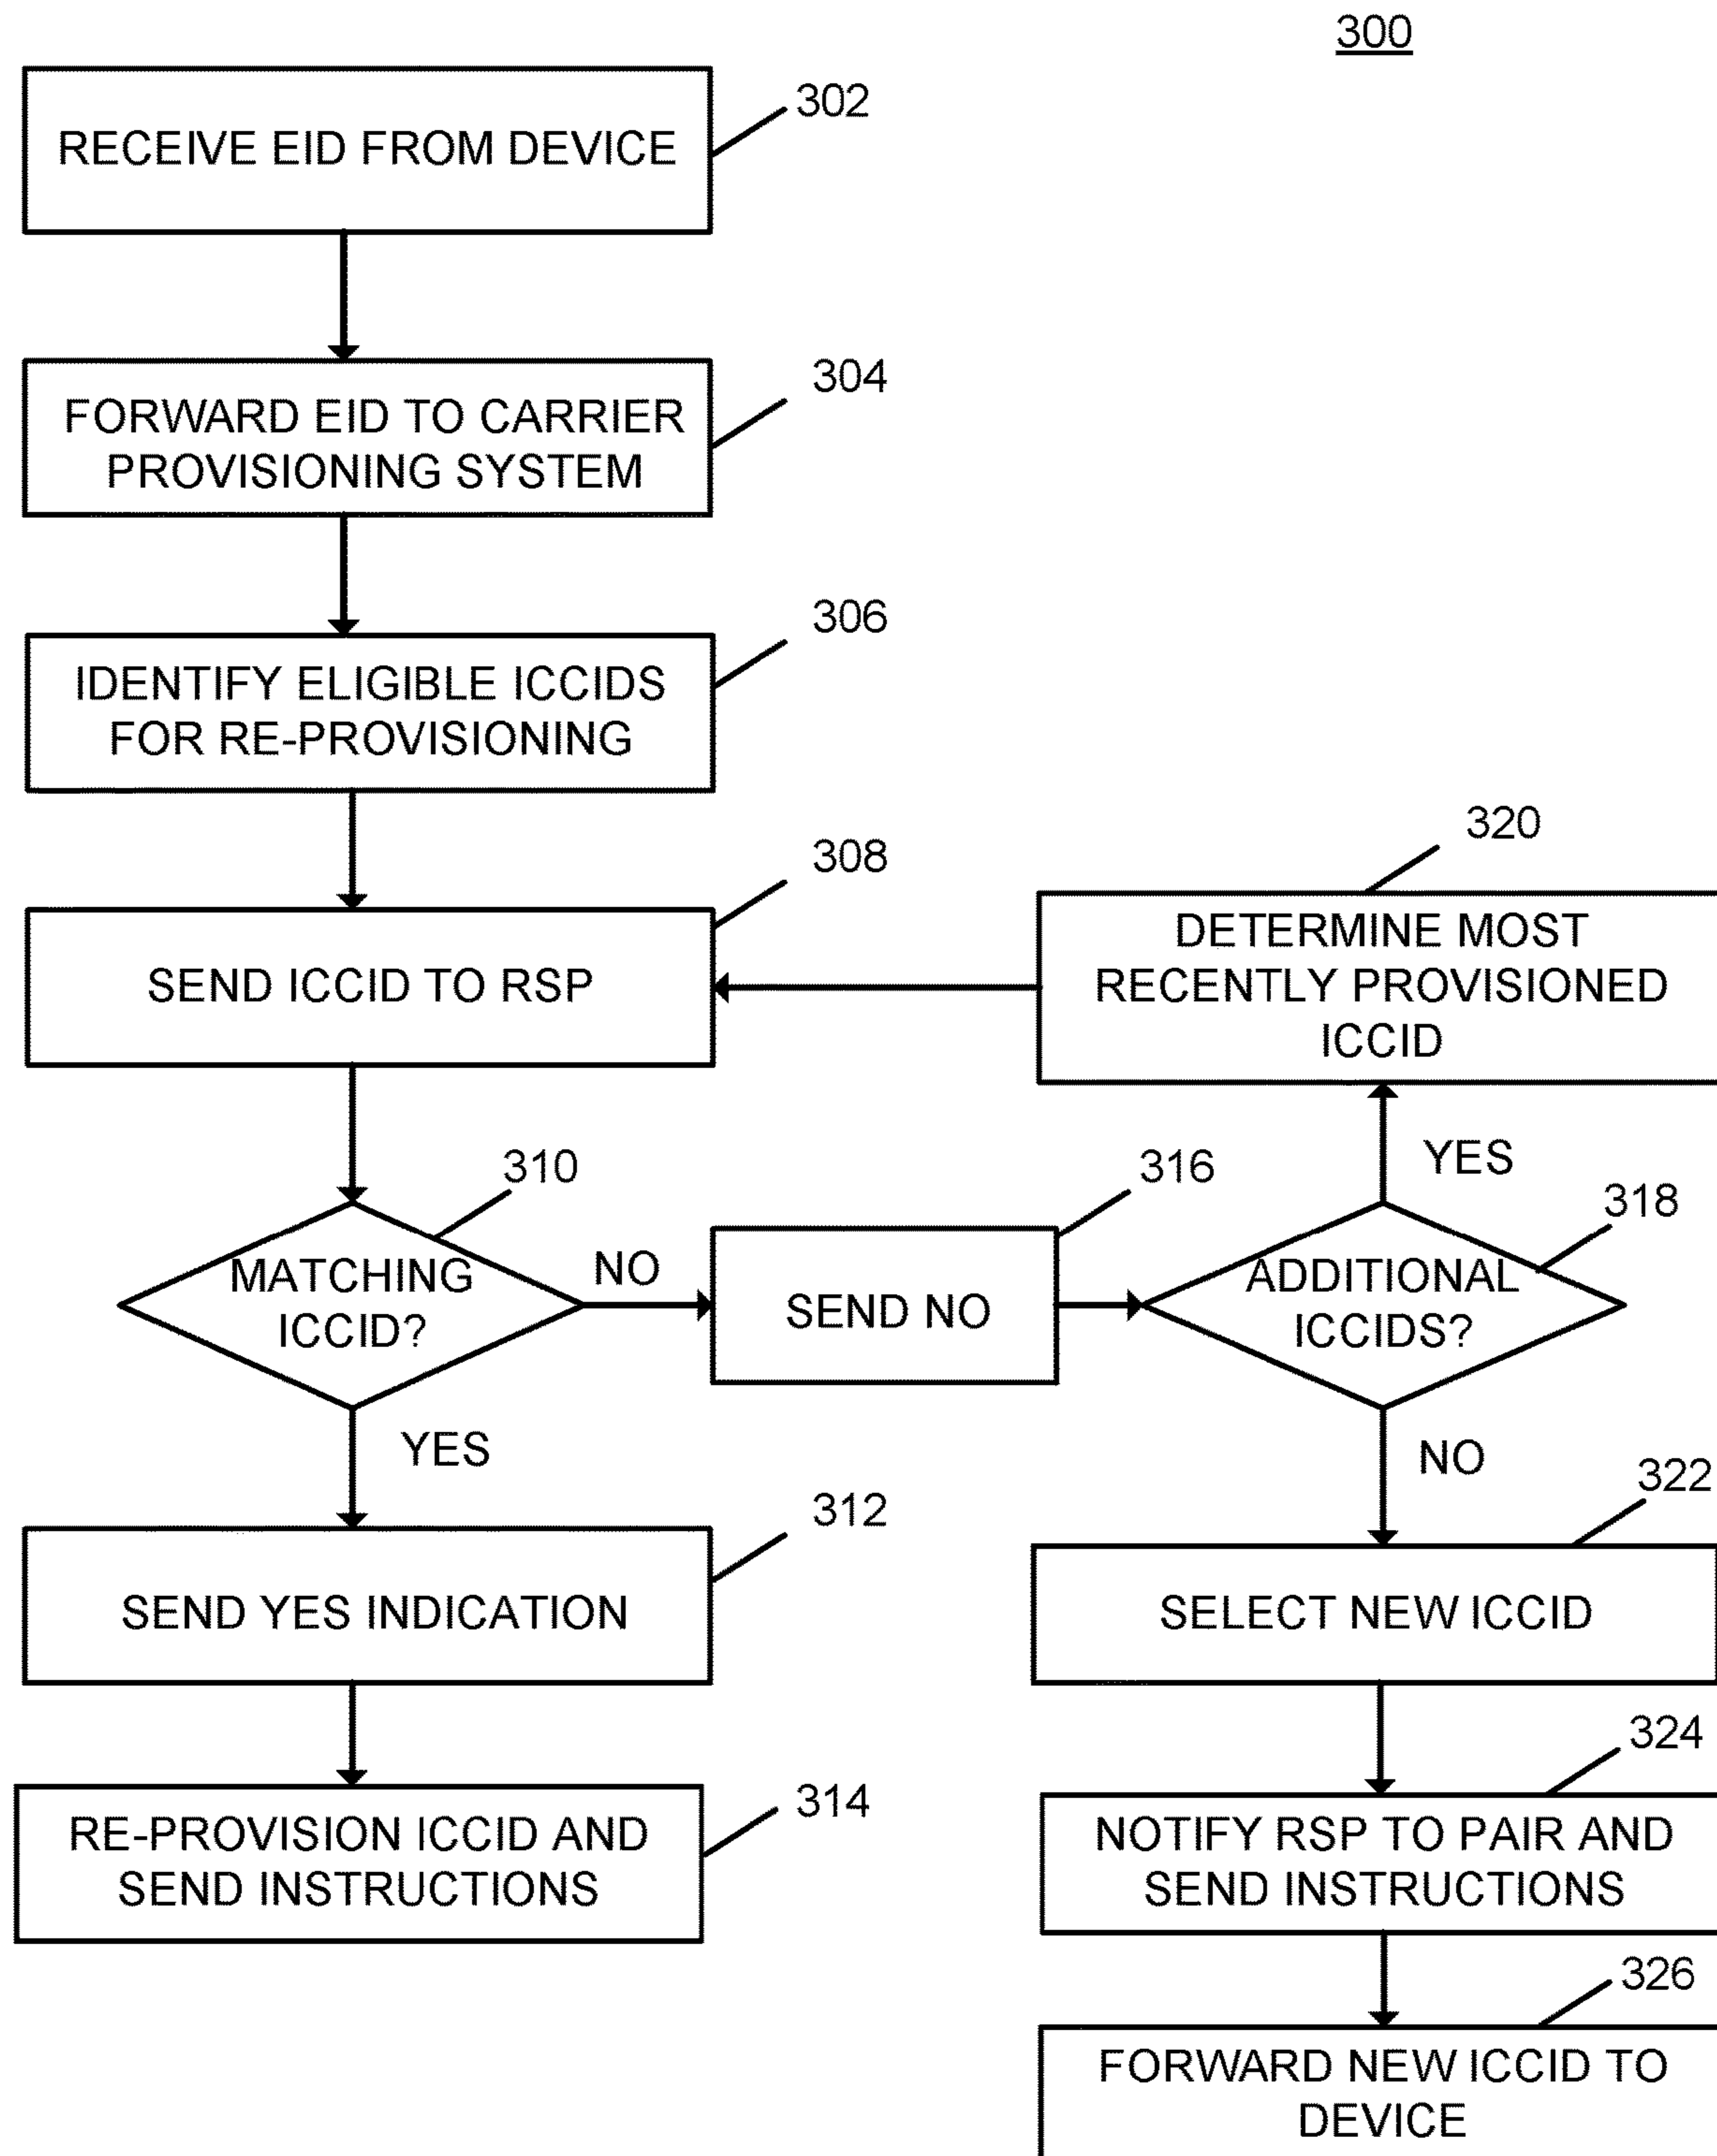 300
302
RECEIVE EID FROM DEVICE
304
FORWARD EID TO CARRIER
PROVISIONING SYSTEM
306
IDENTIFY ELIGIBLE ICCIDS
FOR RE-PROVISIONING
308
SEND ICCID TO RSP
320
DETERMINE MOST
RECENTLY PROVISIONED
ICCID
310
MATCHING
ICCID?
NO
316
SEND NO
YES
318
ADDITIONAL
ICCIDS?
YES
312
SEND YES INDICATION
314
RE-PROVISION ICCID AND
SEND INSTRUCTIONS
NO
322
SELECT NEW ICCID
324
NOTIFY RSP TO PAIR AND
SEND INSTRUCTIONS
326
FORWARD NEW ICCID TO
DEVICE